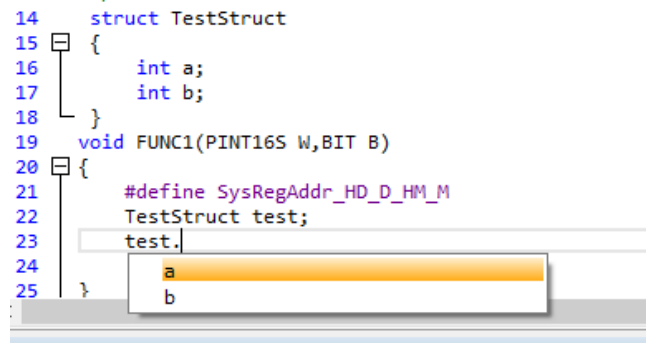 14 struct TestStruct
15 {
16 int a;
17 int b;
18 }
19 void FUNC1(PINT16S W,BIT B)
20 {
21 #define SysRegAddr_HD_D_HM_M
22 TestStruct test;
23 test.
24 a
25 } b